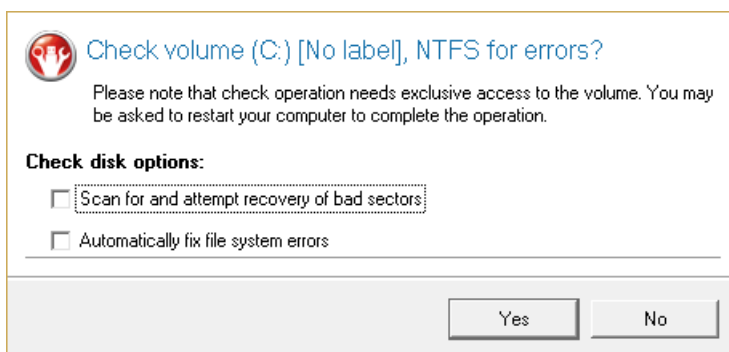 Check volume (C:) [No label], NTFS for errors?
Please note that check operation needs exclusive access to the volume. You may
be asked to restart your computer to complete the operation.
Check disk options:
Scan for and attempt recovery of bad sectors
Automatically fix file system errors
Yes No